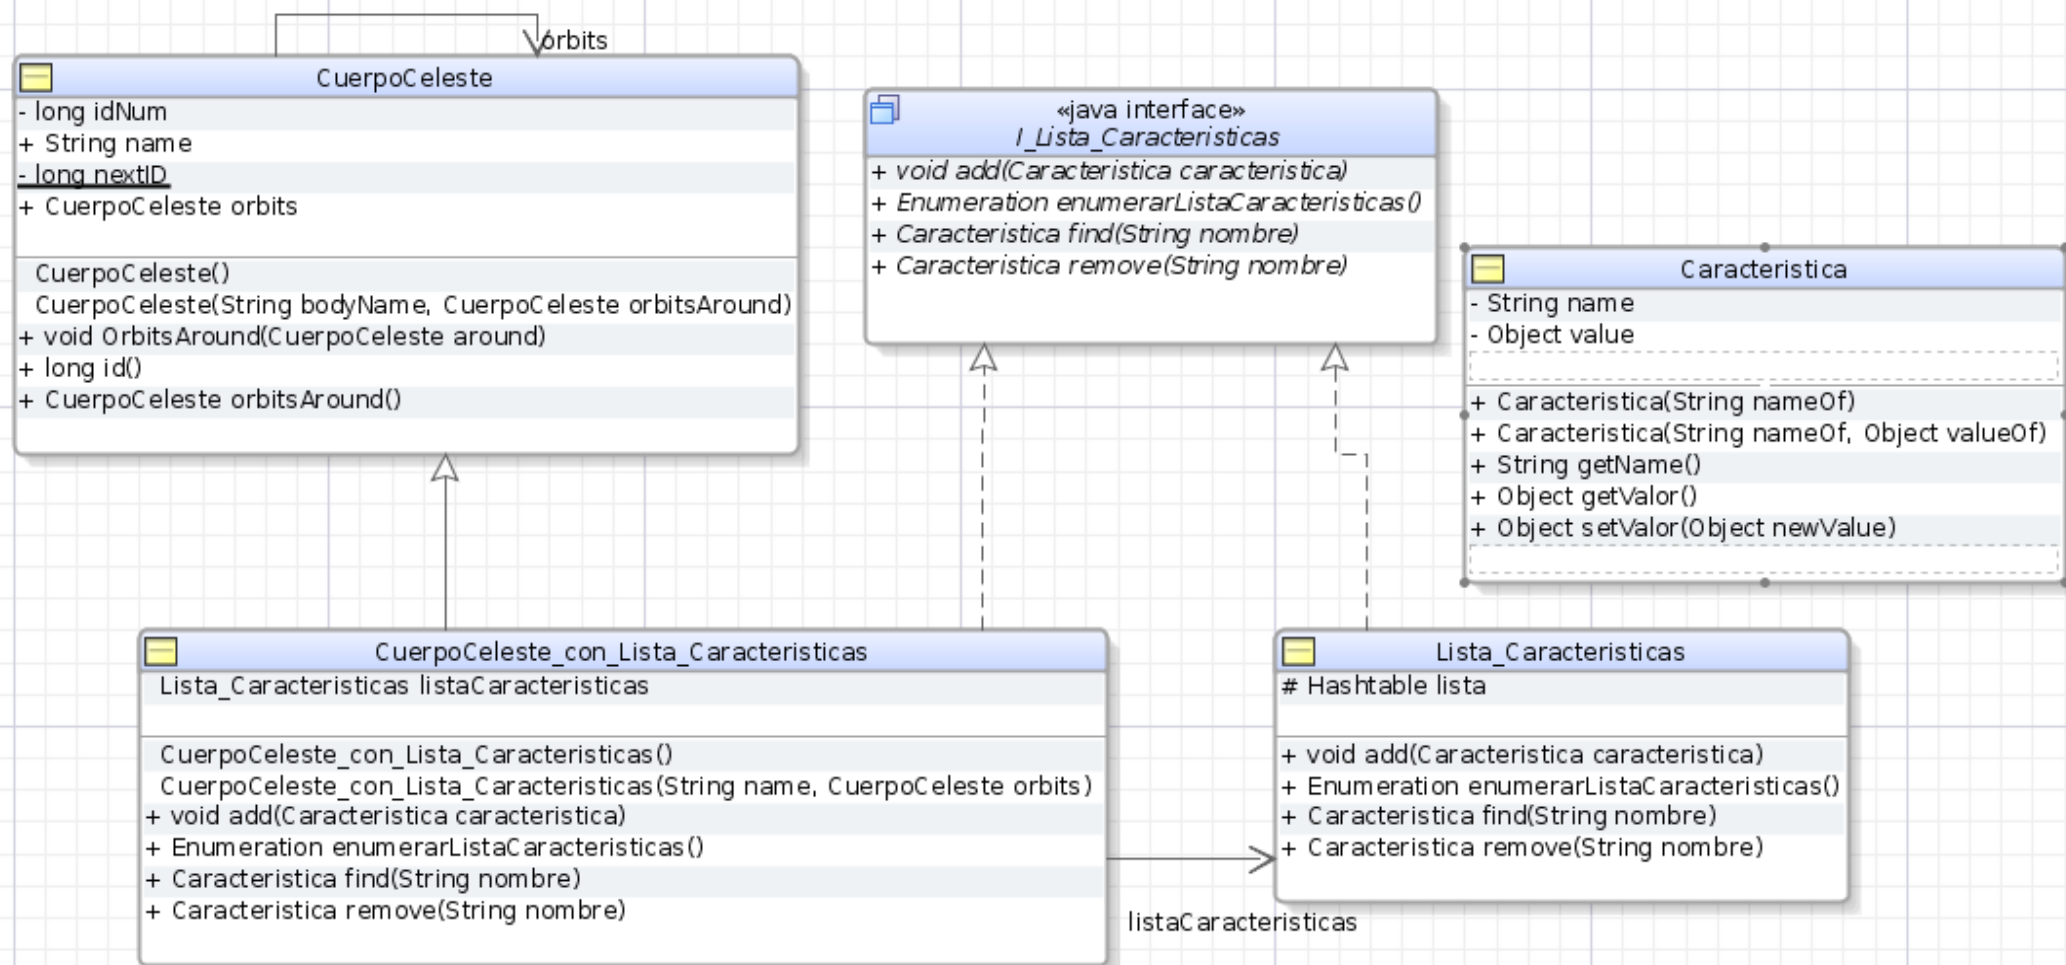 orbits
CuerpoCeleste
- long idNum
+ String name
- long nextID
+ CuerpoCeleste orbits
CuerpoCeleste()
CuerpoCeleste(String bodyName, CuerpoCeleste orbitsAround)
+ void OrbitsAround(CuerpoCeleste around)
+ long id()
+ CuerpoCeleste orbitsAround()
«java interface»
I_Lista_Caracteristicas
+ void add(Caracteristica caracteristica)
+ Enumeration enumerarListaCaracteristicas()
+ Caracteristica find(String nombre)
+ Caracteristica remove(String nombre)
Caracteristica
- String name
- Object value
+ Caracteristica(String nameOf)
+ Caracteristica(String nameOf, Object valueOf)
+ String getName()
+ Object getValor()
+ Object setValor(Object newValue)
CuerpoCeleste_con_Lista_Caracteristicas
Lista_Caracteristicas listaCaracteristicas
CuerpoCeleste_con_Lista_Caracteristicas()
CuerpoCeleste_con_Lista_Caracteristicas(String name, CuerpoCeleste orbits)
+ void add(Caracteristica caracteristica)
+ Enumeration enumerarListaCaracteristicas()
+ Caracteristica find(String nombre)
+ Caracteristica remove(String nombre)
Lista_Caracteristicas
# Hashtable lista
+ void add(Caracteristica caracteristica)
+ Enumeration enumerarListaCaracteristicas()
+ Caracteristica find(String nombre)
+ Caracteristica remove(String nombre)
listaCaracteristicas